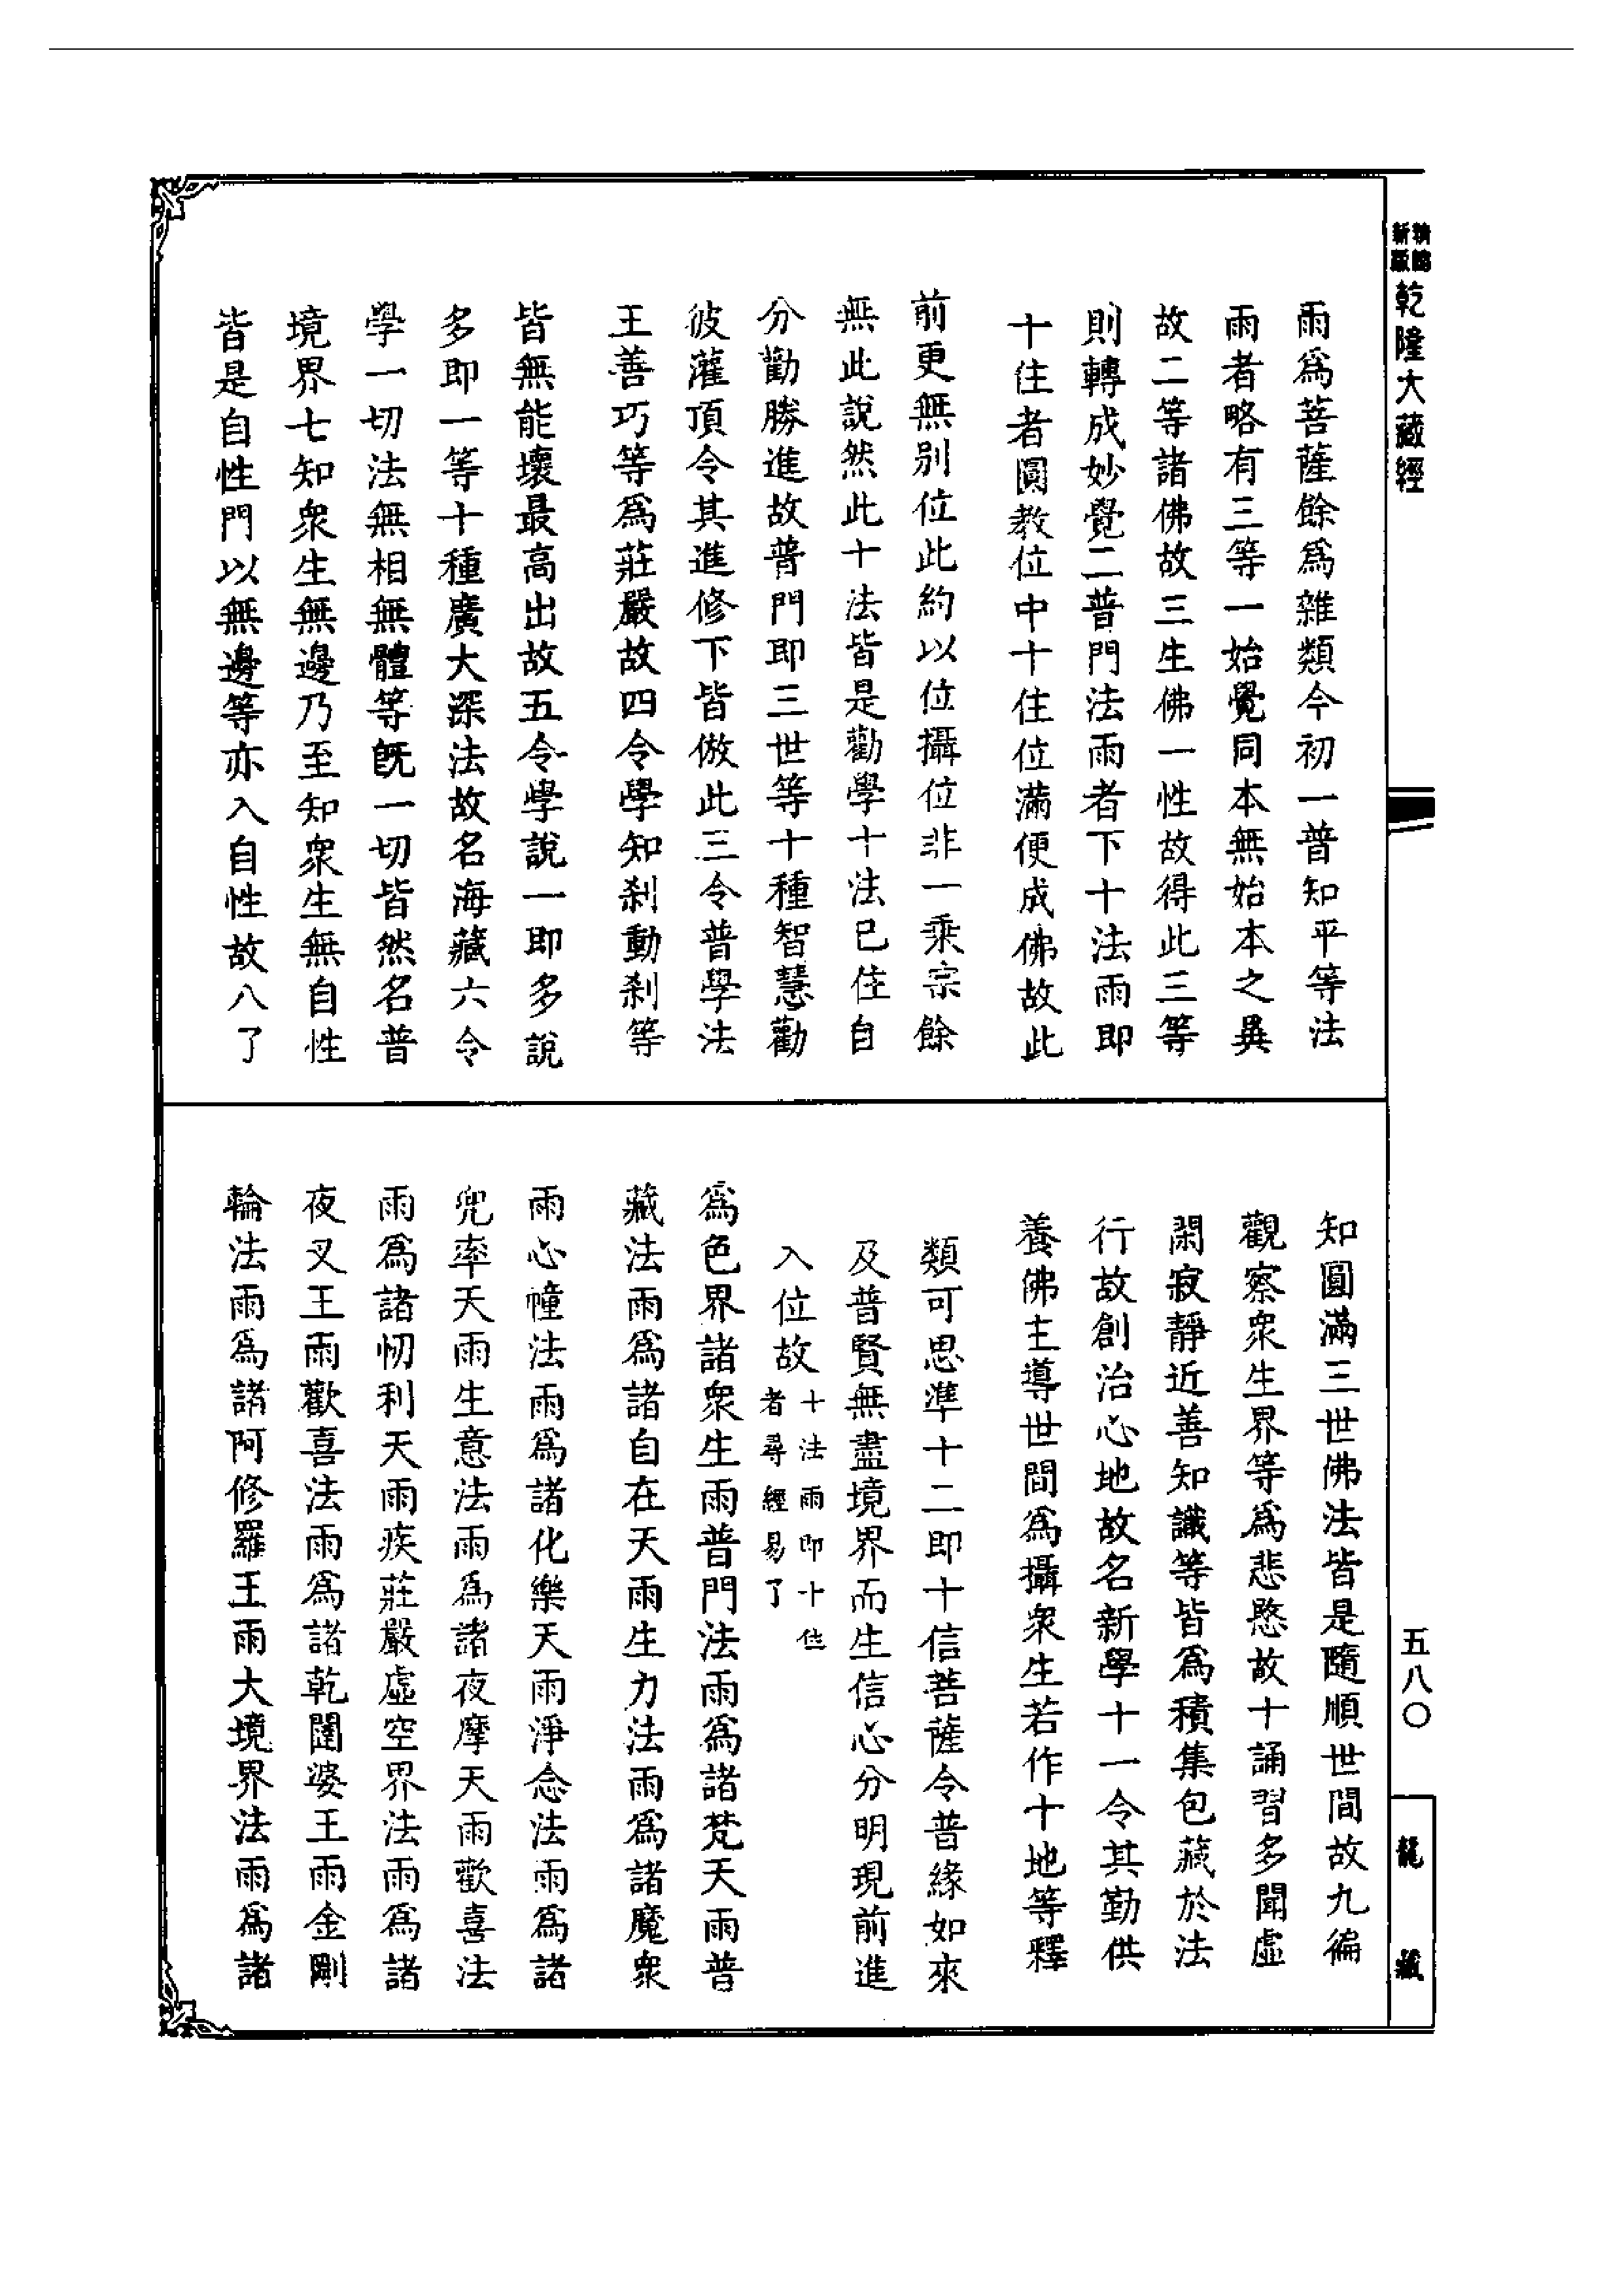 新版
乾隆大藏經
雨爲菩薩餘爲雜類今初一普知平等法
雨者略有三等一始覺同本無始本之異
故二等諸佛故三生佛一性故得此三等
則轉成妙覺二普門法雨者下十法雨即
十住者圓教位中十住位滿便成佛故此
前更無別位此約以位攝位非一乘宗餘
無此說然此十法皆是勸學十法已住自
分勸勝進故普門即三世等十種智慧勸
彼灌頂令其進修下皆倣此三令普學法
王善巧等爲莊嚴故四令學知刹動刹等
皆無能壞最高出故五令學說一即多說
多即一等十種廣大深法故名海藏六令
學一切法無相無體等旣一切皆然名普
境界七知衆生無邊乃至知衆生無自性
皆是自性門以無邊等亦入自性故八了
知圓滿三世佛法皆是隨順世間故九徧
觀察衆生界等爲悲愍故十誦習多聞虛
閑寂靜近善知識等皆爲積集包藏於法
行故創治心地故名新學十一令其勤供
養佛主導世間爲攝衆生若作十地等釋
類可思準十二即十信菩薩令普緣如來
及普賢無盡境界而生信心分明現前進
入位故十法雨即十住
者尋經易了
爲色界諸衆生雨普門法雨爲諸梵天雨普
藏法雨爲諸自在天雨生力法雨爲諸魔衆
雨心幢法雨爲諸化樂天雨淨念法雨爲諸
兜率天雨生意法雨爲諸夜摩天雨歡喜法
雨爲諸忉利天雨疾莊嚴虛空界法雨爲諸
夜叉王雨歡喜法雨爲諸乾闥婆王雨金剛
輪法雨爲諸阿修羅王雨大境界法雨爲諸
五八〇
龍藏